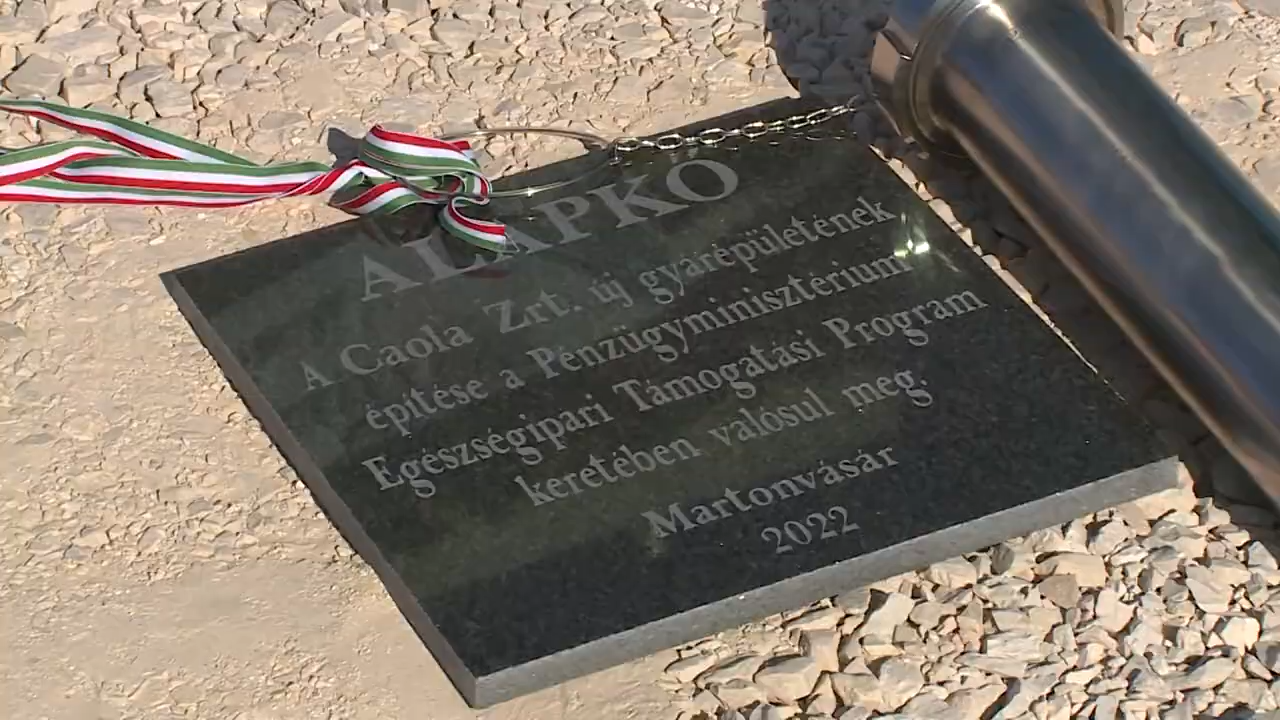 ALAPKŐ
A Caola Zrt. új gyárépületének
építése a Pénzügyminisztérium
Egészségipari Támogatási Program
keretében valósul meg.
Martonvásár
2022